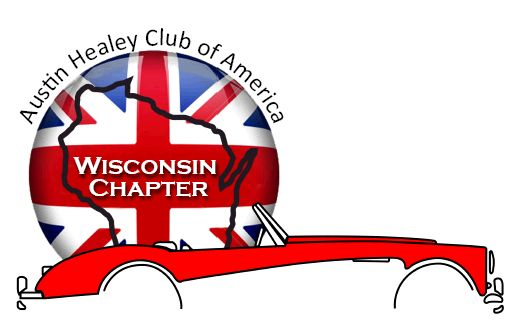 Austin Healey Club of America
WISCONSIN
CHAPTER